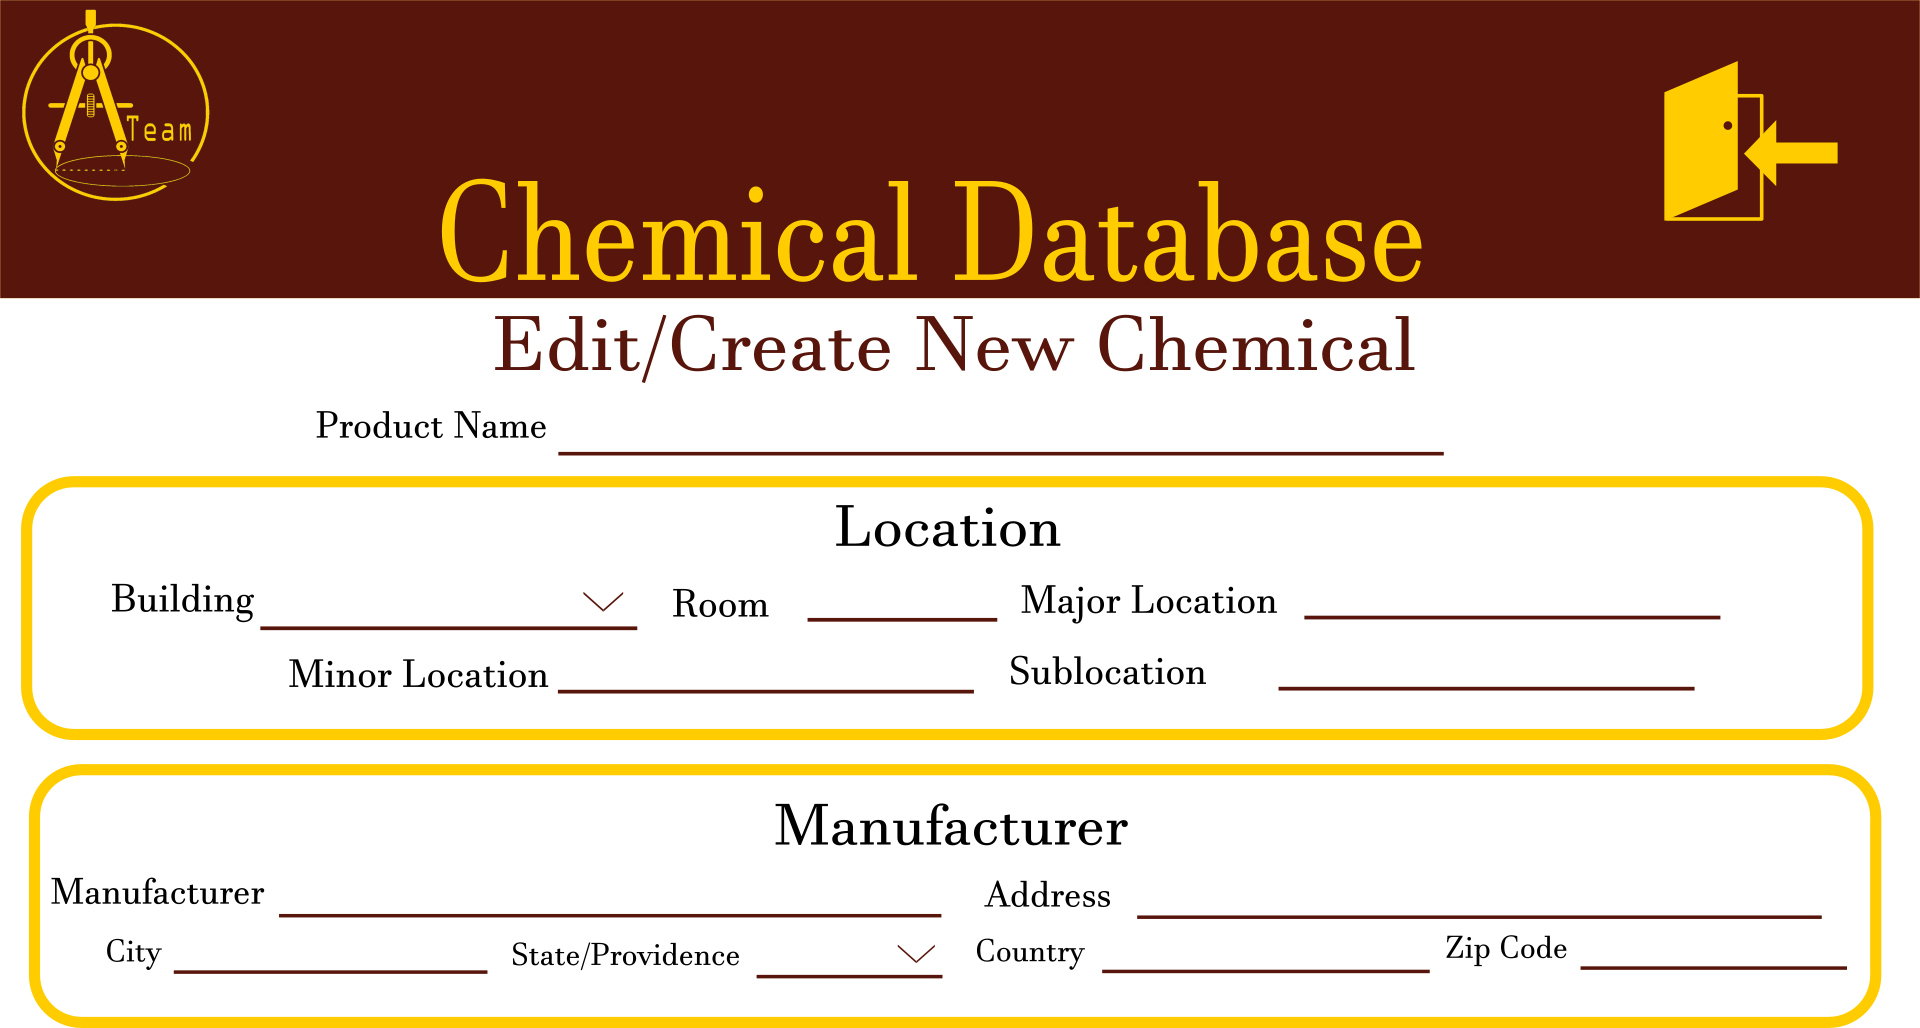 A Team
Chemical Database
Edit/Create New Chemical
Product Name
Location
Building Room Major Location
Minor Location Sublocation
Manufacturer
Manufacturer Address
City State/Providence Country Zip Code